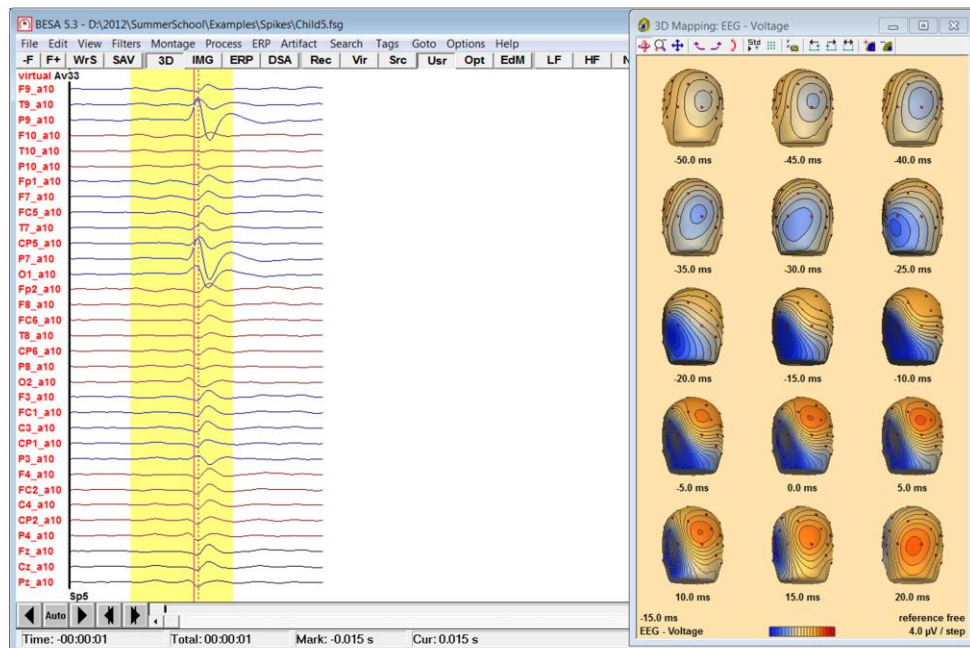 BESA 5.3 - D:\2012\SummerSchool\Examples\Spikes\Child5.fsg
File Edit View Filters Montage Process ERP Artifact Search Tags Goto Options Help
-F F+ WrS SAV 3D IMG ERP DSA Rec Vir Src Usr Opt EdM LF HF N
virtual Av33
F9_a10
T9_a10
P9_a10
F10_a10
T10_a10
P10_a10
Fp1_a10
F7_a10
FC5_a10
T7_a10
CP5_a10
P7_a10
O1_a10
Fp2_a10
F8_a10
FC6_a10
T8_a10
CP6_a10
P8_a10
O2_a10
F3_a10
FC1_a10
C3_a10
CP1_a10
P3_a10
F4_a10
FC2_a10
C4_a10
CP2_a10
P4_a10
Fz_a10
Cz_a10
Pz_a10
Sp5
Auto
Time: -00:00:01 Total: 00:00:01 Mark: -0.015 s Cur: 0.015 s
3D Mapping: EEG - Voltage
Std
-50.0 ms -45.0 ms -40.0 ms
-35.0 ms -30.0 ms -25.0 ms
-20.0 ms -15.0 ms -10.0 ms
-5.0 ms 0.0 ms 5.0 ms
10.0 ms 15.0 ms 20.0 ms
-15.0 ms reference free
EEG - Voltage 4.0 µV / step